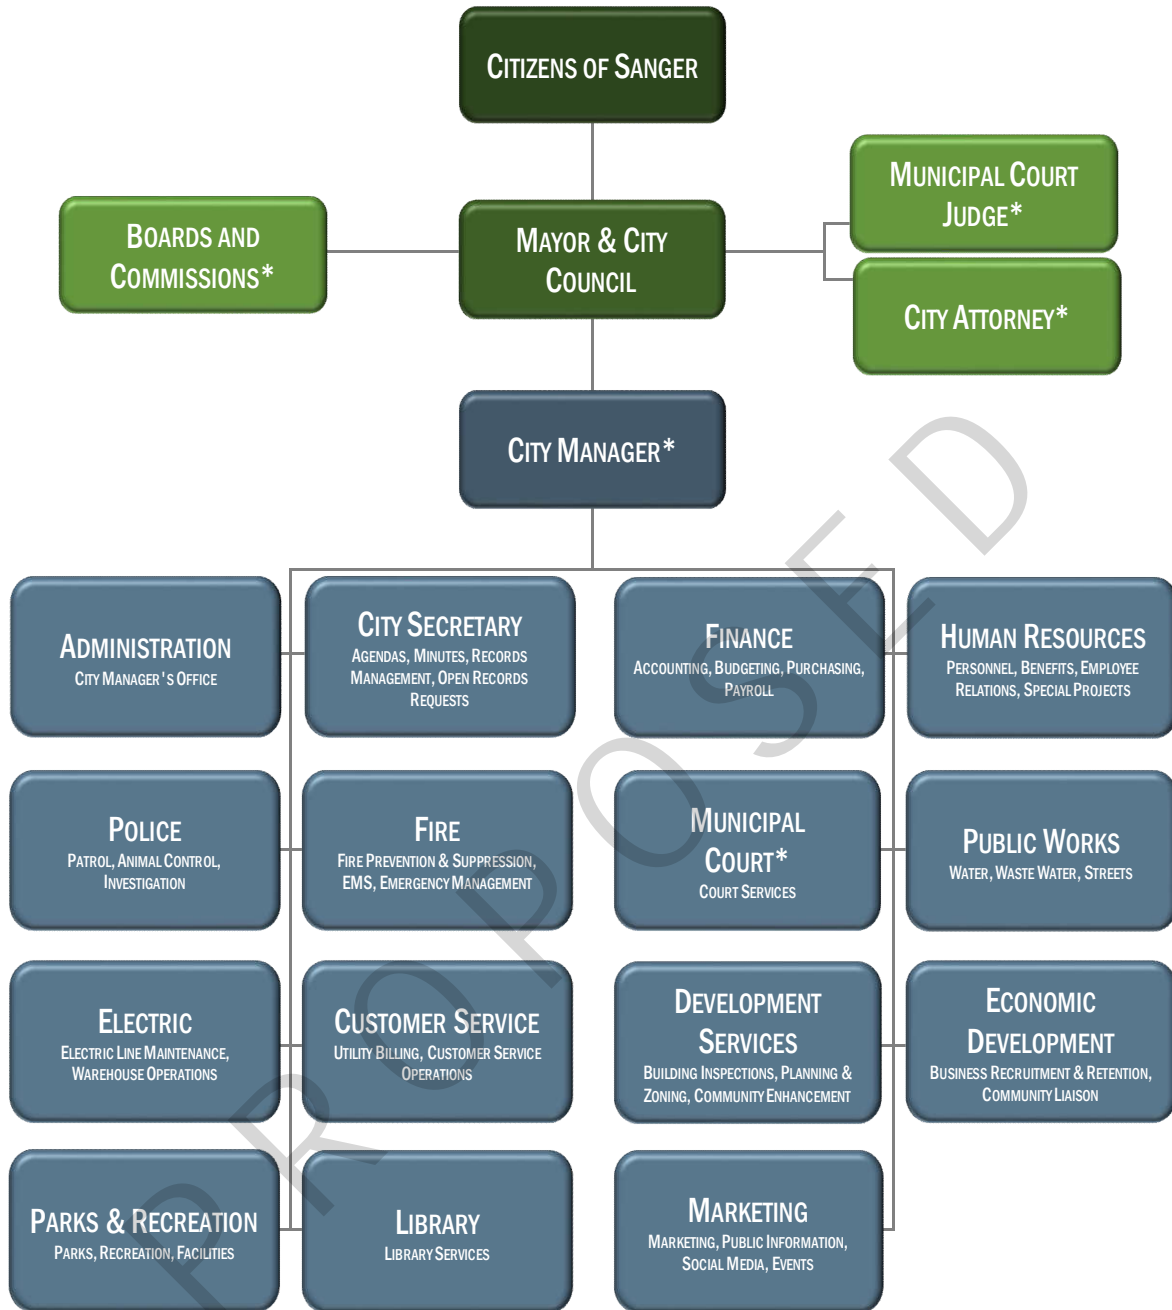 CITIZENS OF SANGER
MUNICIPAL COURT
JUDGE*
BOARDS AND
COMMISSIONS*
MAYOR & CITY
COUNCIL
CITY ATTORNEY*
CITY MANAGER*
ADMINISTRATION
CITY MANAGER'S OFFICE
CITY SECRETARY
AGENDAS, MINUTES, RECORDS
MANAGEMENT, OPEN RECORDS
REQUESTS
FINANCE
ACCOUNTING, BUDGETING, PURCHASING,
PAYROLL
HUMAN RESOURCES
PERSONNEL, BENEFITS, EMPLOYEE
RELATIONS, SPECIAL PROJECTS
POLICE
PATROL, ANIMAL CONTROL,
INVESTIGATION
FIRE
FIRE PREVENTION & SUPPRESSION,
EMS, EMERGENCY MANAGEMENT
MUNICIPAL
COURT*
COURT SERVICES
PUBLIC WORKS
WATER, WASTE WATER, STREETS
ELECTRIC
ELECTRIC LINE MAINTENANCE,
WAREHOUSE OPERATIONS
CUSTOMER SERVICE
UTILITY BILLING, CUSTOMER SERVICE
OPERATIONS
DEVELOPMENT
SERVICES
BUILDING INSPECTIONS, PLANNING &
ZONING, COMMUNITY ENHANCEMENT
ECONOMIC
DEVELOPMENT
BUSINESS RECRUITMENT & RETENTION,
COMMUNITY LIAISON
PARKS & RECREATION
PARKS, RECREATION, FACILITIES
LIBRARY
LIBRARY SERVICES
MARKETING
MARKETING, PUBLIC INFORMATION,
SOCIAL MEDIA, EVENTS
PROPOSED